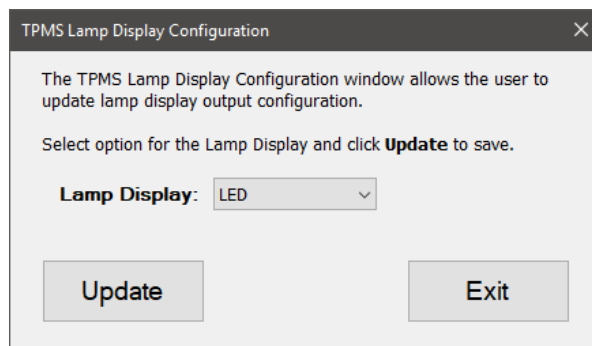 TPMS Lamp Display Configuration
The TPMS Lamp Display Configuration window allows the user to
update lamp display output configuration.
Select option for the Lamp Display and click Update to save.
Lamp Display: LED
Update Exit